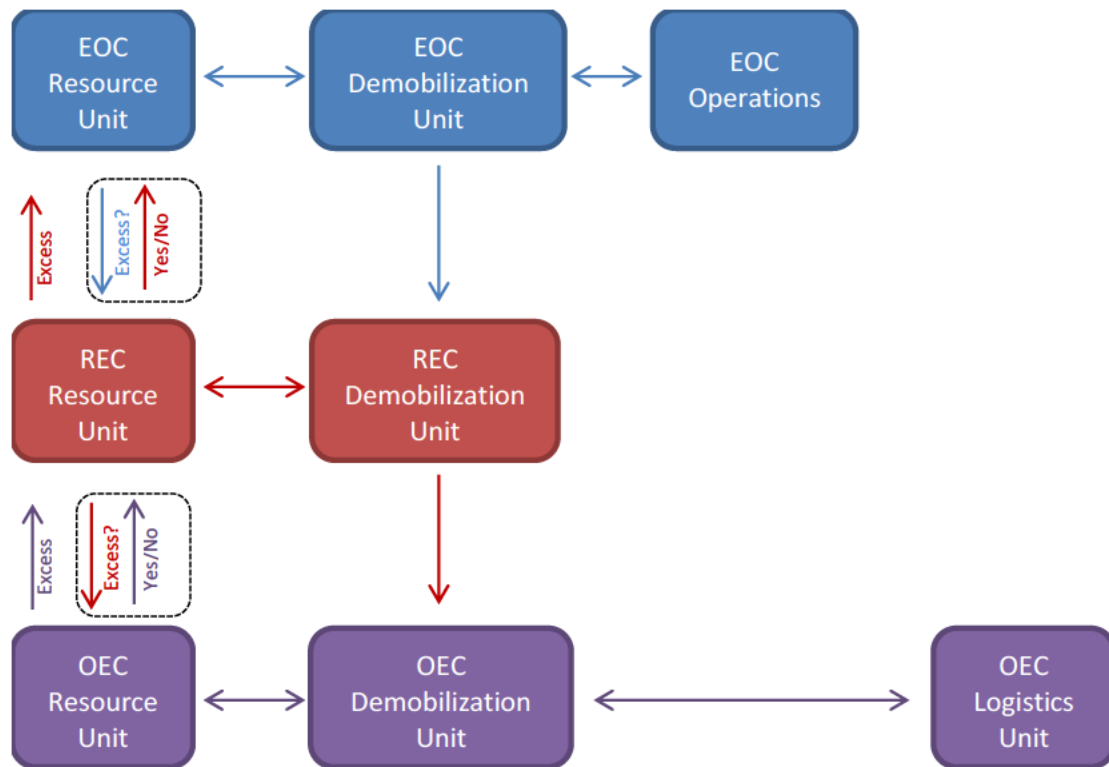 EOC
Resource
Unit
EOC
Demobilization
Unit
EOC
Operations
Excess
Excess?
Yes/No
REC
Resource
Unit
REC
Demobilization
Unit
Excess
Excess?
Yes/No
OEC
Resource
Unit
OEC
Demobilization
Unit
OEC
Logistics
Unit